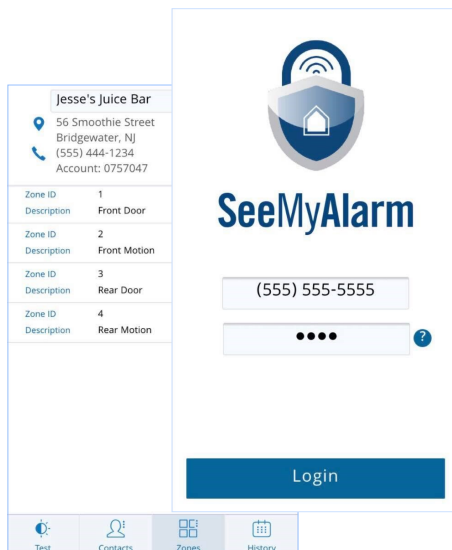 Jesse's Juice Bar
56 Smoothie Street
Bridgewater, NJ
(555) 444-1234
Account: 0757047
Zone ID 1
Description Front Door
Zone ID 2
Description Front Motion
Zone ID 3
Description Rear Door
Zone ID 4
Description Rear Motion
Test Contacts Zones History
SeeMyAlarm
(555) 555-5555
••••
?
Login